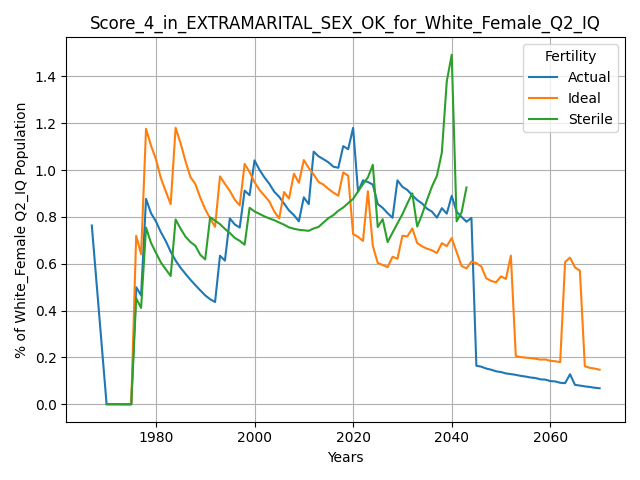 Score_4_in_EXTRAMARITAL_SEX_OK_for_White_Female_Q2_IQ
Fertility
Actual
Ideal
Sterile
% of White_Female Q2_IQ Population
1.4
1.2
1.0
0.8
0.6
0.4
0.2
0.0
1980 2000 2020 2040 2060
Years